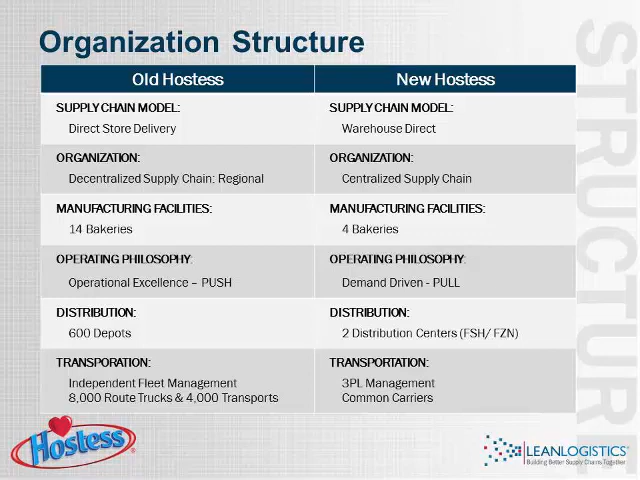 Organization Structure
Old Hostess
New Hostess
SUPPLY CHAIN MODEL:
Direct Store Delivery
SUPPLY CHAIN MODEL:
Warehouse Direct
ORGANIZATION:
Decentralized Supply Chain: Regional
ORGANIZATION:
Centralized Supply Chain
MANUFACTURING FACILITIES:
14 Bakeries
MANUFACTURING FACILITIES:
4 Bakeries
OPERATING PHILOSOPHY:
Operational Excellence – PUSH
OPERATING PHILOSOPHY:
Demand Driven - PULL
DISTRIBUTION:
600 Depots
DISTRIBUTION:
2 Distribution Centers (FSH/ FZN)
TRANSPORATION:
Independent Fleet Management
8,000 Route Trucks & 4,000 Transports
TRANSPORTATION:
3PL Management
Common Carriers
STRUCTURE
Hostess®
LEANLOGISTICS®
Building Better Supply Chains Together